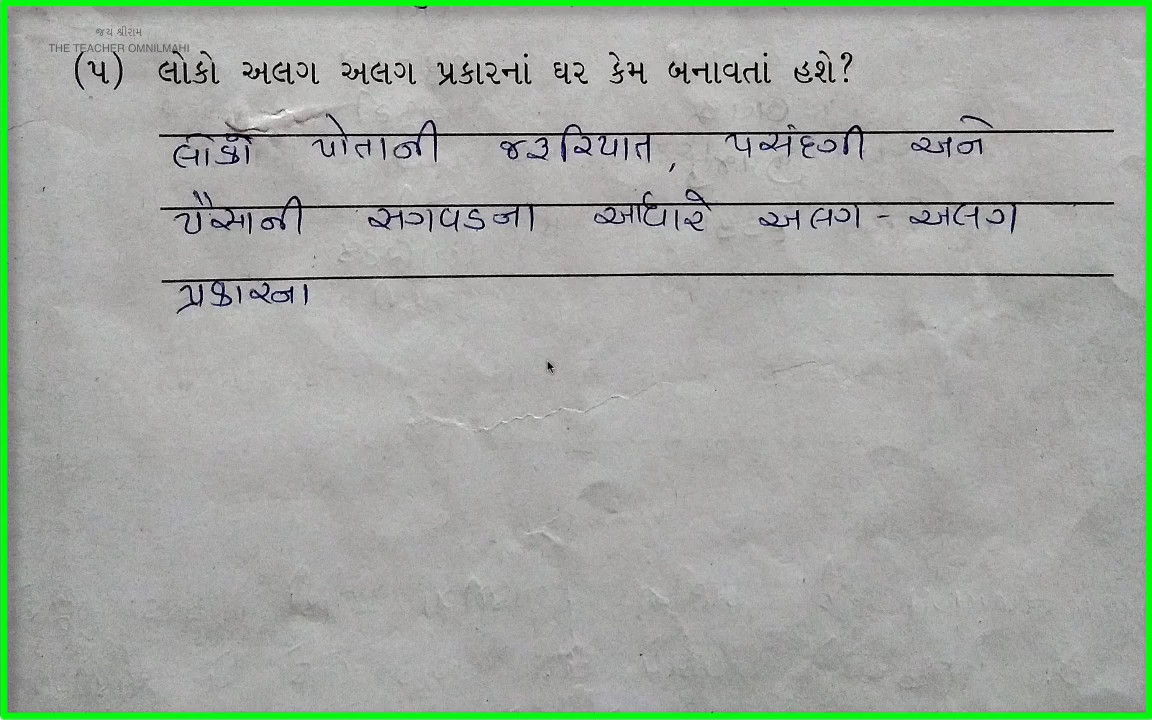 જય શ્રીરામ
THE TEACHER OMNILMAHI
(૫) લોકો અલગ અલગ પ્રકારનાં ઘર કેમ બનાવતાં હશે?
લોકો પોતાની જરૂરિયાત, પસંદગી અને
પૈસાની સગવડના આધારે અલગ - અલગ
પ્રકારના